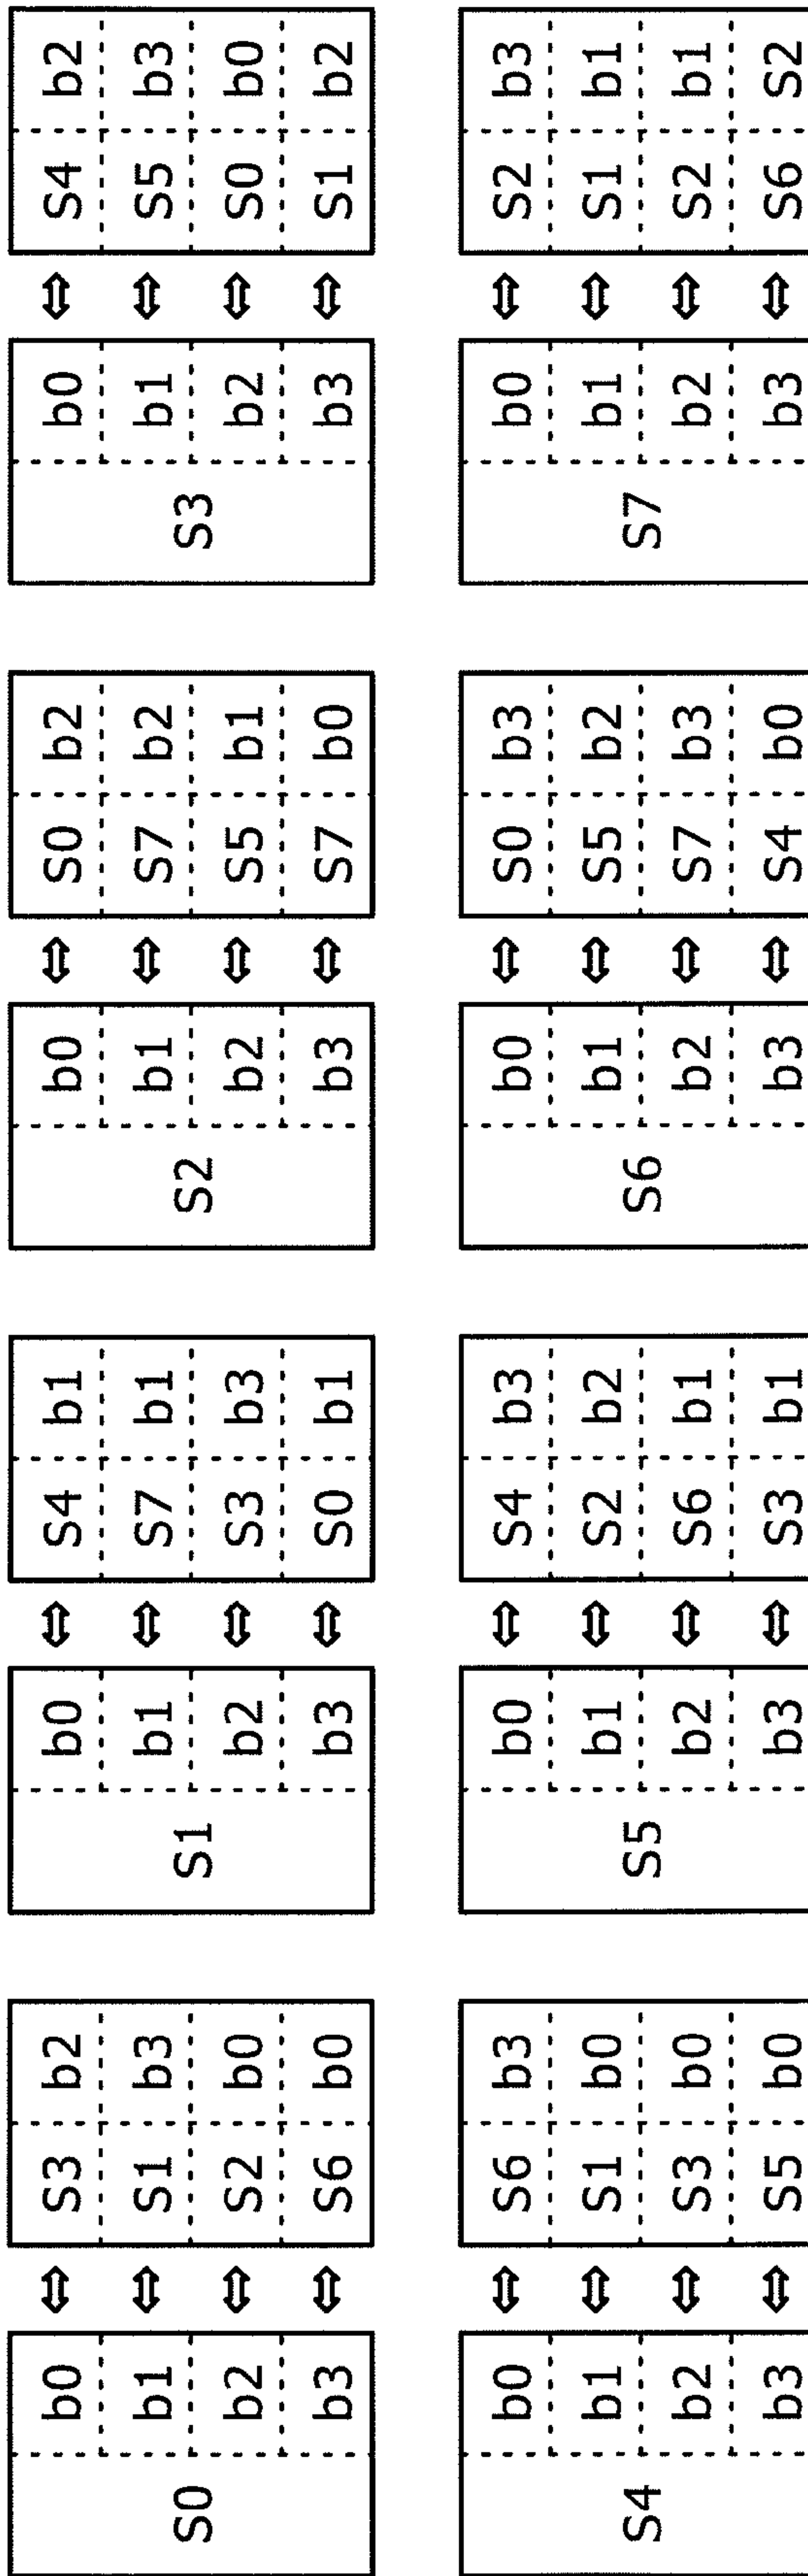 S0
b0 ⇔ S3 b2
b1 ⇔ S1 b3
b2 ⇔ S2 b0
b3 ⇔ S6 b0
S1
b0 ⇔ S4 b1
b1 ⇔ S7 b1
b2 ⇔ S3 b3
b3 ⇔ S0 b1
S2
b0 ⇔ S0 b2
b1 ⇔ S7 b2
b2 ⇔ S5 b1
b3 ⇔ S7 b0
S3
b0 ⇔ S4 b2
b1 ⇔ S5 b3
b2 ⇔ S0 b0
b3 ⇔ S1 b2
S4
b0 ⇔ S6 b3
b1 ⇔ S1 b0
b2 ⇔ S3 b0
b3 ⇔ S5 b0
S5
b0 ⇔ S4 b3
b1 ⇔ S2 b2
b2 ⇔ S6 b1
b3 ⇔ S3 b1
S6
b0 ⇔ S0 b3
b1 ⇔ S5 b2
b2 ⇔ S7 b3
b3 ⇔ S4 b0
S7
b0 ⇔ S2 b3
b1 ⇔ S1 b1
b2 ⇔ S2 b1
b3 ⇔ S6 S2